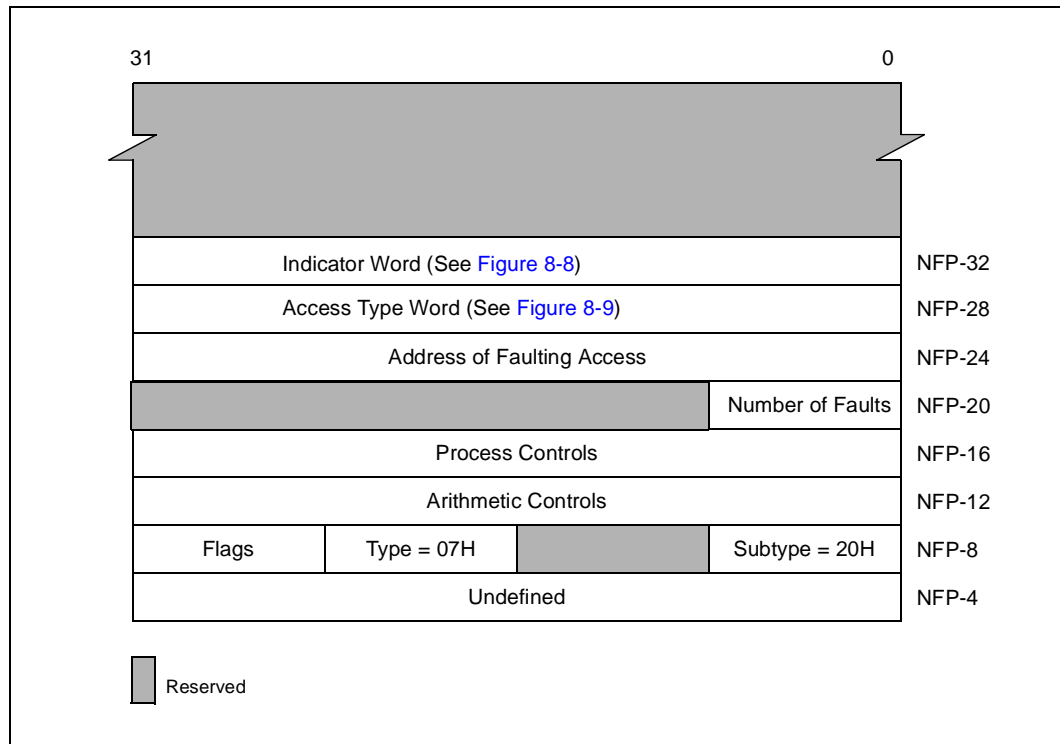 31 0
Indicator Word (See Figure 8-8) NFP-32
Access Type Word (See Figure 8-9) NFP-28
Address of Faulting Access NFP-24
Number of Faults NFP-20
Process Controls NFP-16
Arithmetic Controls NFP-12
Flags Type = 07H Subtype = 20H NFP-8
Undefined NFP-4
Reserved